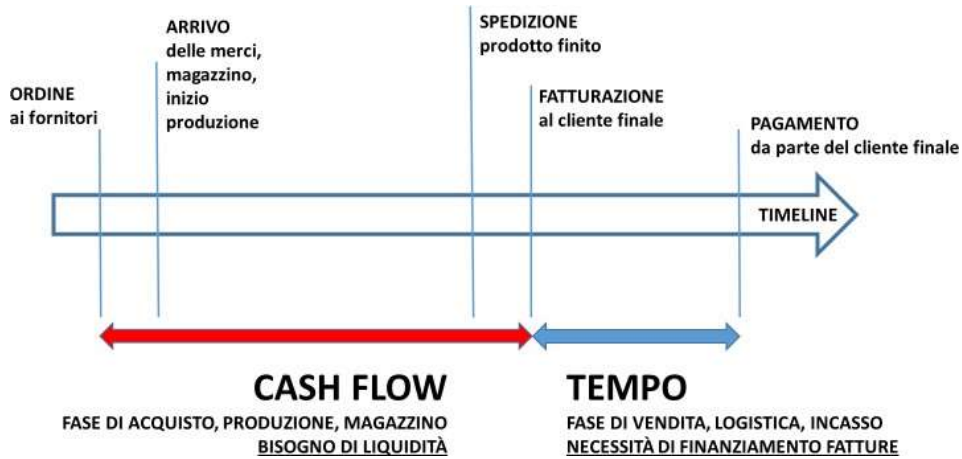 ORDINE
ai fornitori
ARRIVO
delle merci,
magazzino,
inizio
produzione
SPEDIZIONE
prodotto finito
FATTURAZIONE
al cliente finale
PAGAMENTO
da parte del cliente finale
TIMELINE
CASH FLOW
FASE DI ACQUISTO, PRODUZIONE, MAGAZZINO
BISOGNO DI LIQUIDITÀ
TEMPO
FASE DI VENDITA, LOGISTICA, INCASSO
NECESSITÀ DI FINANZIAMENTO FATTURE